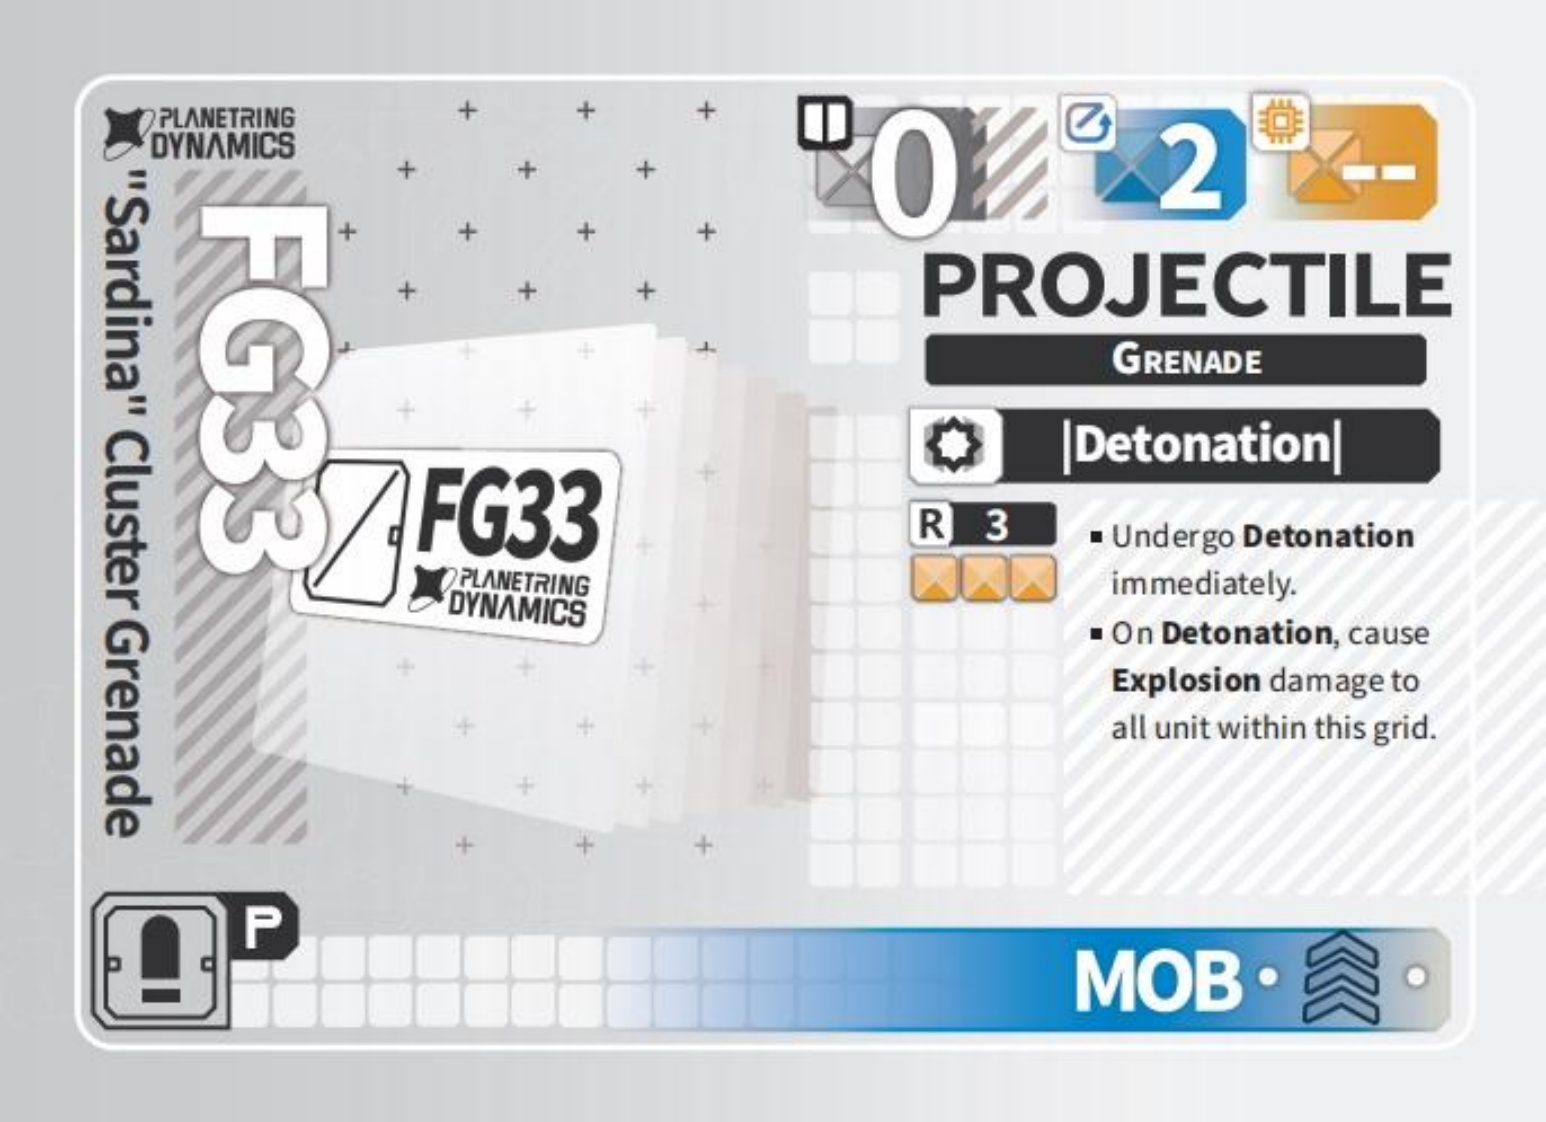 PLANETRING
DYNAMICS
"Sardina" Cluster Grenade
FG33
FG33
PLANETRING
DYNAMICS
0
2
--
PROJECTILE
GRENADE
|Detonation|
R 3
▪ Undergo Detonation
immediately.
▪ On Detonation, cause
Explosion damage to
all unit within this grid.
P
MOB